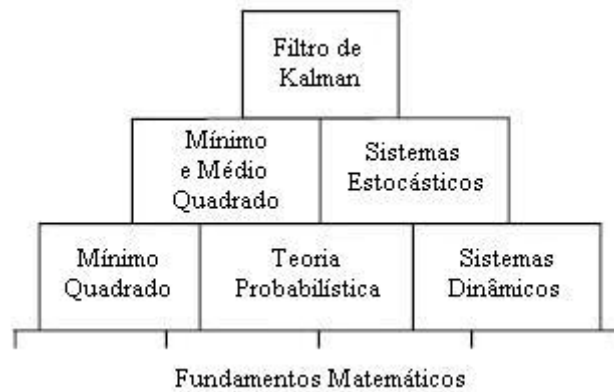 Filtro de
Kalman
Mínimo
e Médio
Quadrado
Sistemas
Estocásticos
Mínimo
Quadrado
Teoria
Probabilística
Sistemas
Dinâmicos
Fundamentos Matemáticos